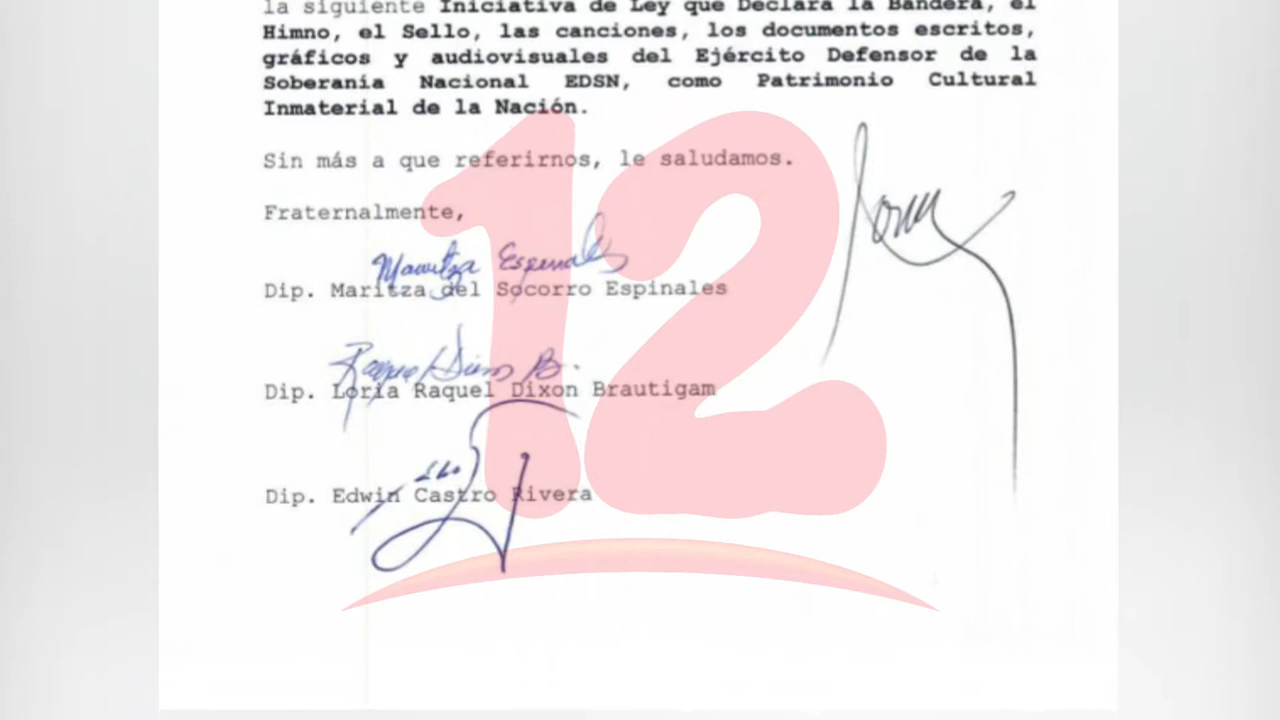 la siguiente Iniciativa de Ley que Declara la Bandera, el
Himno, el Sello, las canciones, los documentos escritos,
gráficos y audiovisuales del Ejército Defensor de la
Soberanía Nacional EDSN, como Patrimonio Cultural
Inmaterial de la Nación.
Sin más a que referirnos, le saludamos.
Fraternalmente,
Maritza Espinales
Dip. Maritza del Socorro Espinales
Raquel Dixon B.
Dip. Loria Raquel Dixon Brautigam
Dip. Edwin Castro Rivera
12